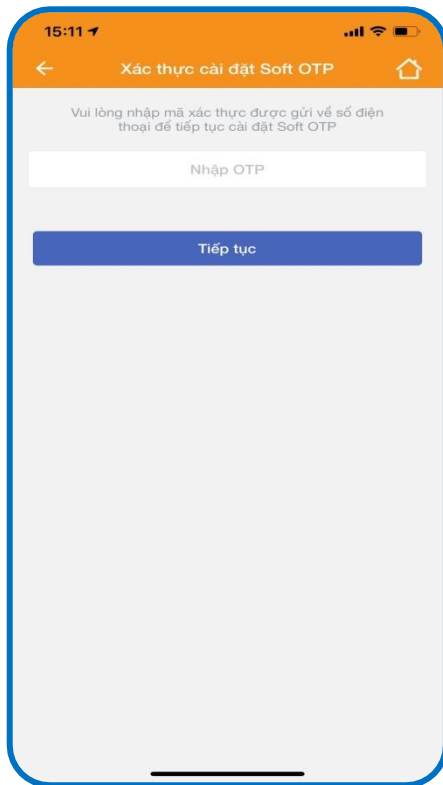 15:11
Xác thực cài đặt Soft OTP
Vui lòng nhập mã xác thực được gửi về số điện
thoại để tiếp tục cài đặt Soft OTP
Nhập OTP
Tiếp tục